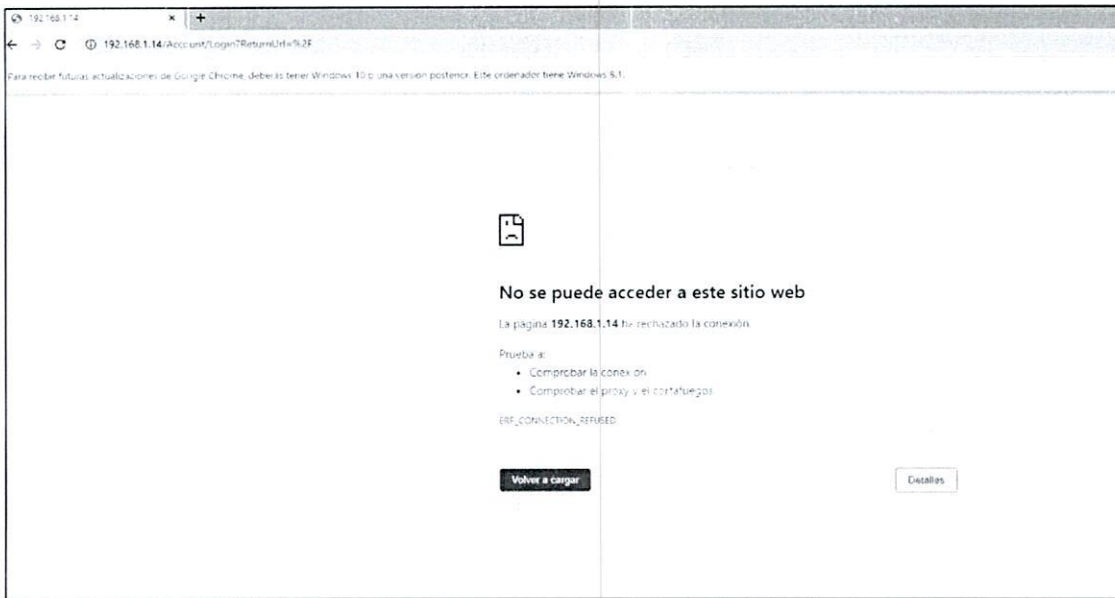 192.168.1.14
192.168.1.14/Account/Login?ReturnUrl=%2F
Para recibir futuras actualizaciones de Google Chrome, deberás tener Windows 10 o una versión posterior. Este ordenador tiene Windows 8.1.
No se puede acceder a este sitio web
La página 192.168.1.14 ha rechazado la conexión.
Prueba a:
• Comprobar la conexión
• Comprobar el proxy y el cortafuegos
ERR_CONNECTION_REFUSED
Volver a cargar
Detalles